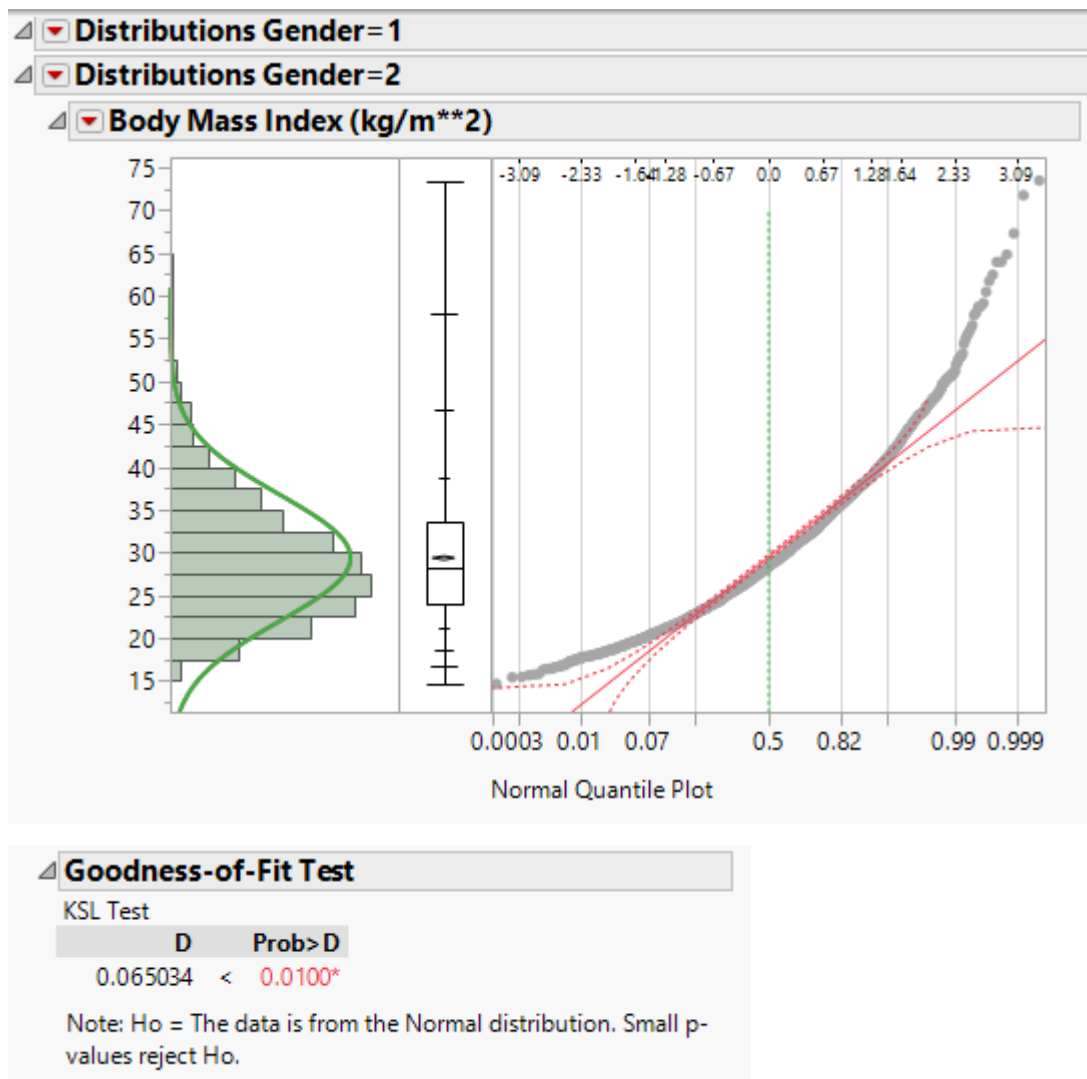 Distributions Gender=1
Distributions Gender=2
Body Mass Index (kg/m**2)
75
70
65
60
55
50
45
40
35
30
25
20
15
-3.09 -2.33 -1.64 -1.28 -0.67 0.0 0.67 1.28 1.64 2.33 3.09
0.0003 0.01 0.07 0.5 0.82 0.99 0.999
Normal Quantile Plot
Goodness-of-Fit Test
KSL Test
D Prob>D
0.065034 < 0.0100*
Note: Ho = The data is from the Normal distribution. Small p-
values reject Ho.